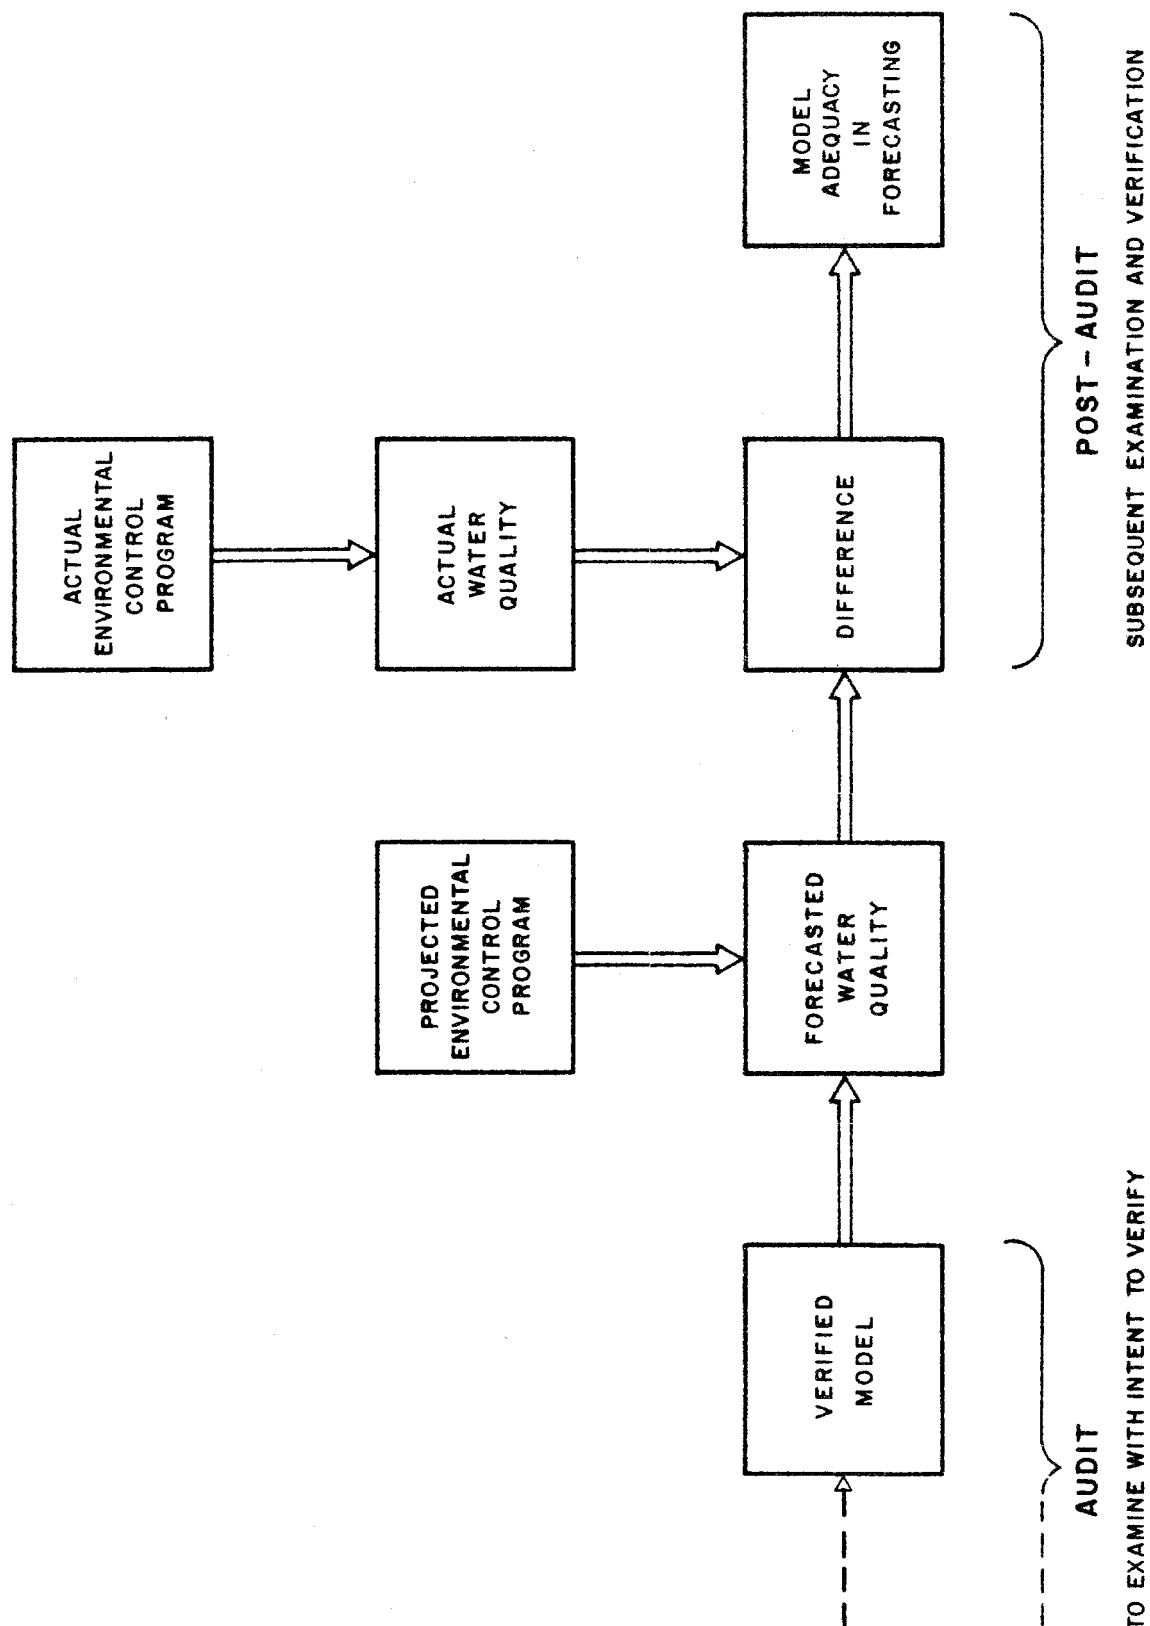 ACTUAL
ENVIRONMENTAL
CONTROL
PROGRAM
PROJECTED
ENVIRONMENTAL
CONTROL
PROGRAM
ACTUAL
WATER
QUALITY
VERIFIED
MODEL
FORECASTED
WATER
QUALITY
DIFFERENCE
MODEL
ADEQUACY
IN
FORECASTING
AUDIT
TO EXAMINE WITH INTENT TO VERIFY
POST - AUDIT
SUBSEQUENT EXAMINATION AND VERIFICATION